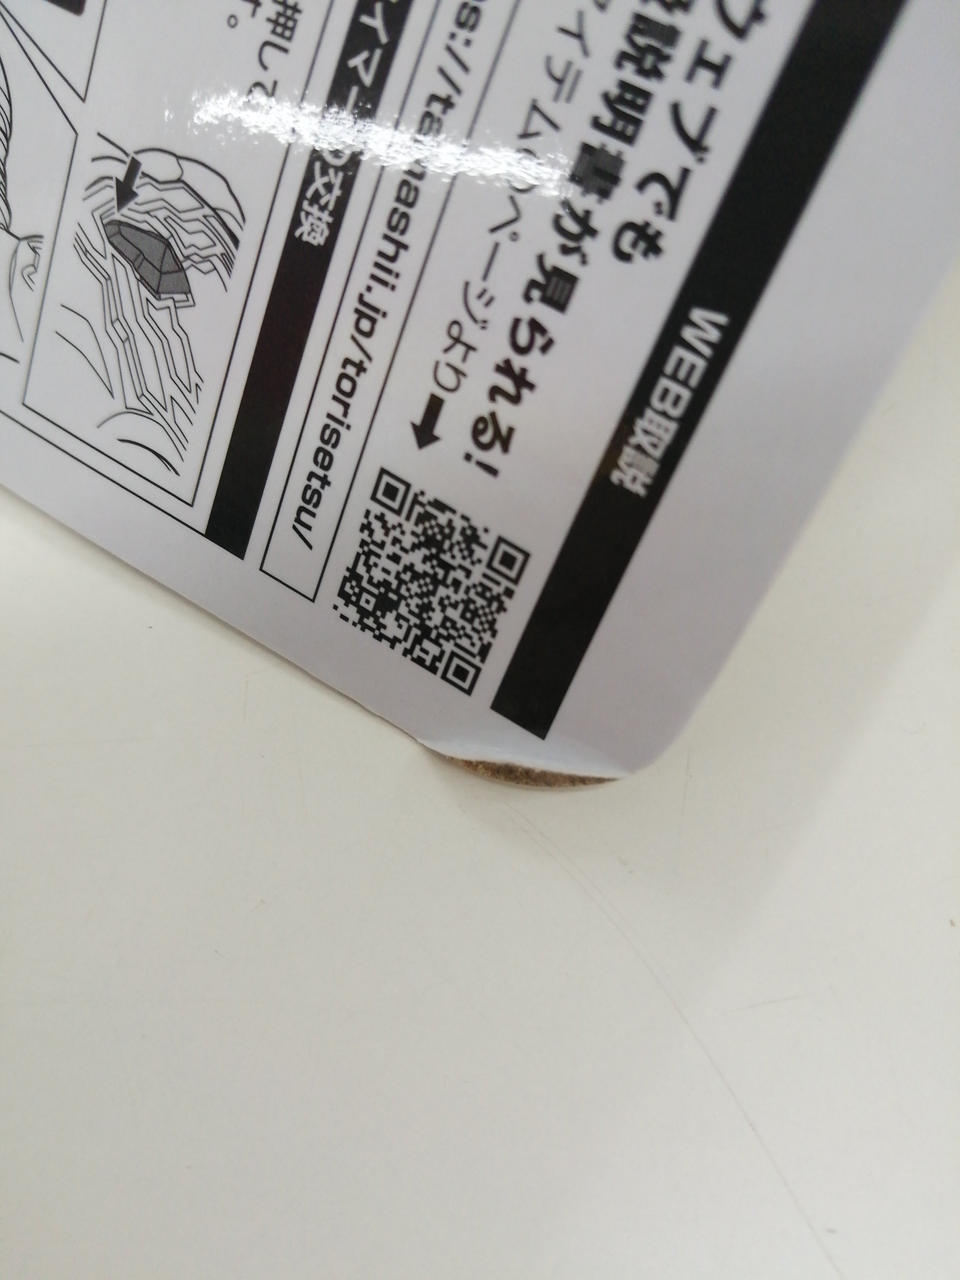 WEB取説
ウェブでも
説明書が見られる!
アイテムのページより
tamashii.jp/torisetsu/
の交換
押して
す。